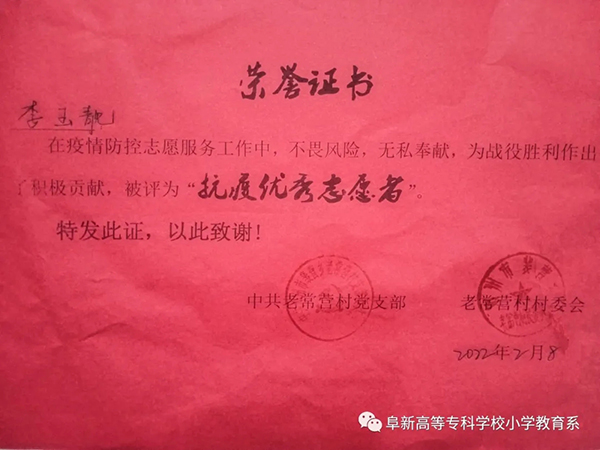 荣誉证书
李玉艳
在疫情防控志愿服务工作中，不畏风险，无私奉献，为战役胜利作出
了积极贡献，被评为“抗疫优秀志愿者”。
特发此证，以此致谢！
中共老常营村党支部 老常营村村委会
2022年2月8
阜新高等专科学校小学教育系